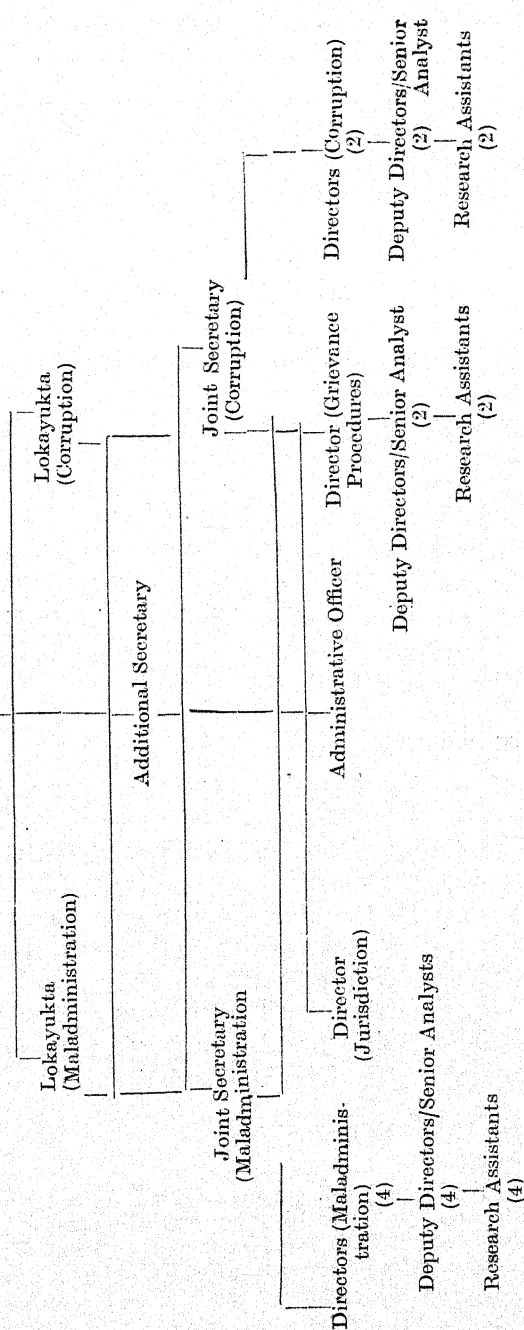 Lokayukta
(Maladministration)
Lokayukta
(Corruption)
Additional Secretary
Joint Secretary
(Maladministration
Joint Secretary
(Corruption)
Directors (Maladminis-
tration)
(4)
Deputy Directors/Senior Analysts
(4)
Research Assistants
(4)
Director
(Jurisdiction)
Administrative Officer
Director (Grievance
Procedures)
Deputy Directors/Senior Analyst
(2)
Research Assistants
(2)
Directors (Corruption)
(2)
Deputy Directors/Senior
(2) Analyst
Research Assistants
(2)